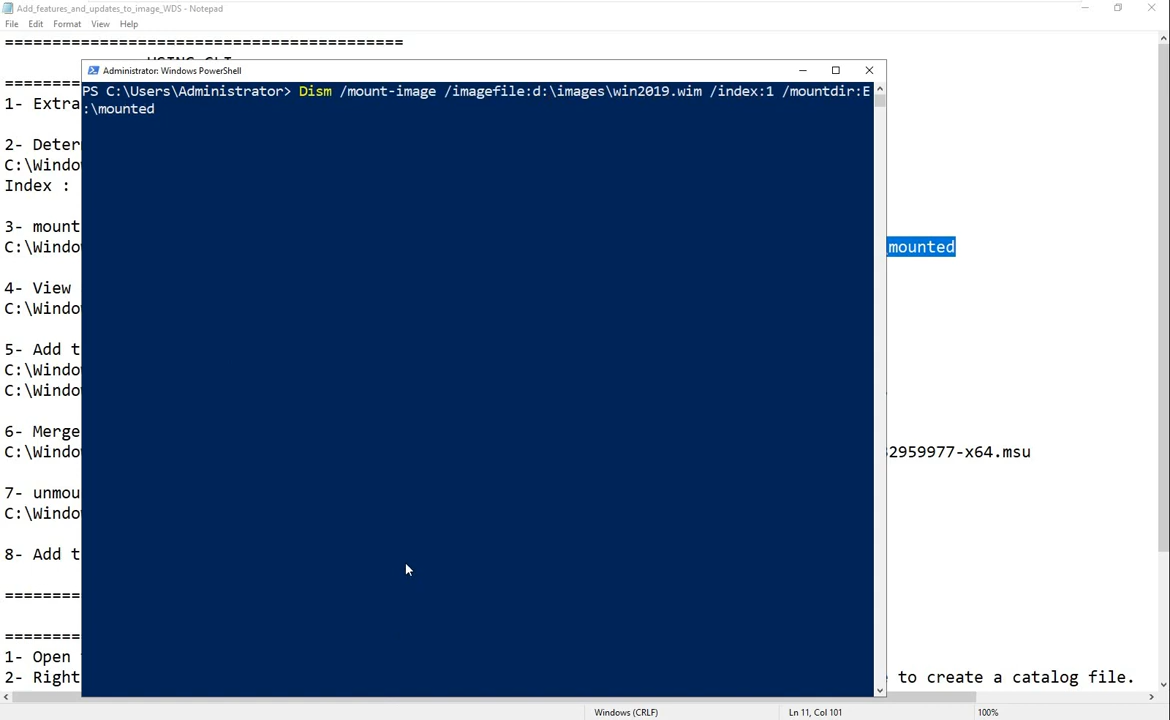 Add_features_and_updates_to_image_WDS - Notepad
File Edit Format View Help
==========================================
Administrator: Windows PowerShell
PS C:\Users\Administrator> Dism /mount-image /imagefile:d:\images\win2019.wim /index:1 /mountdir:E
:\mounted
========
1- Extra
2- Deter
C:\Windo
Index :
3- mount
C:\Windo mounted
4- View
C:\Windo
5- Add t
C:\Windo
C:\Windo
6- Merge
C:\Windo 2959977-x64.msu
7- unmou
C:\Windo
8- Add t
========
========
1- Open
2- Right to create a catalog file.
Windows (CRLF) Ln 11, Col 101 100%